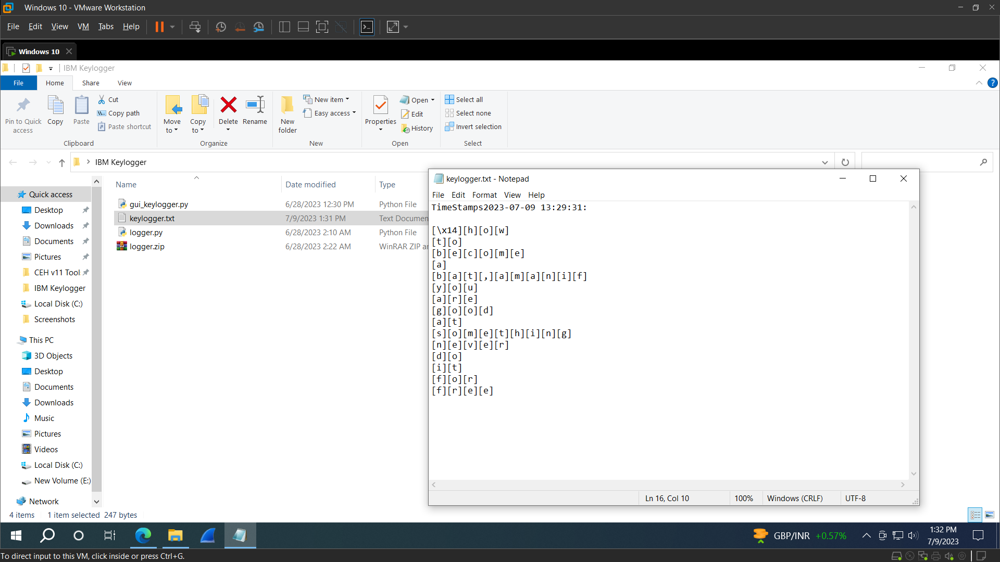 Windows 10 - VMware Workstation
File Edit View VM Tabs Help
Windows 10
IBM Keylogger
File Home Share View
Pin to Quick access
Copy
Paste
Cut
Copy path
Paste shortcut
Clipboard
Move to
Copy to
Delete
Rename
Organize
New folder
New item
Easy access
New
Properties
Open
Edit
History
Open
Select all
Select none
Invert selection
Select
IBM Keylogger
Name Date modified Type
gui_keylogger.py 6/28/2023 12:30 PM Python File
keylogger.txt 7/9/2023 1:31 PM Text Documen
logger.py 6/28/2023 2:10 AM Python File
logger.zip 6/28/2023 2:22 AM WinRAR ZIP ar
Quick access
Desktop
Downloads
Documents
Pictures
CEH v11 Tool:
IBM Keylogger
Local Disk (C:)
Screenshots
This PC
3D Objects
Desktop
Documents
Downloads
Music
Pictures
Videos
Local Disk (C:)
New Volume (E:)
Network
4 items 1 item selected 247 bytes
keylogger.txt - Notepad
File Edit Format View Help
TimeStamps2023-07-09 13:29:31:
[\x14][h][o][w]
[t][o]
[b][e][c][o][m][e]
[a]
[b][a][t][,][a][m][a][n][i][f]
[y][o][u]
[a][r][e]
[g][o][o][d]
[a][t]
[s][o][m][e][t][h][i][n][g]
[n][e][v][e][r]
[d][o]
[i][t]
[f][o][r]
[f][r][e][e]
Ln 16, Col 10 100% Windows (CRLF) UTF-8
GBP/INR +0.57%
1:32 PM
7/9/2023
To direct input to this VM, click inside or press Ctrl+G.